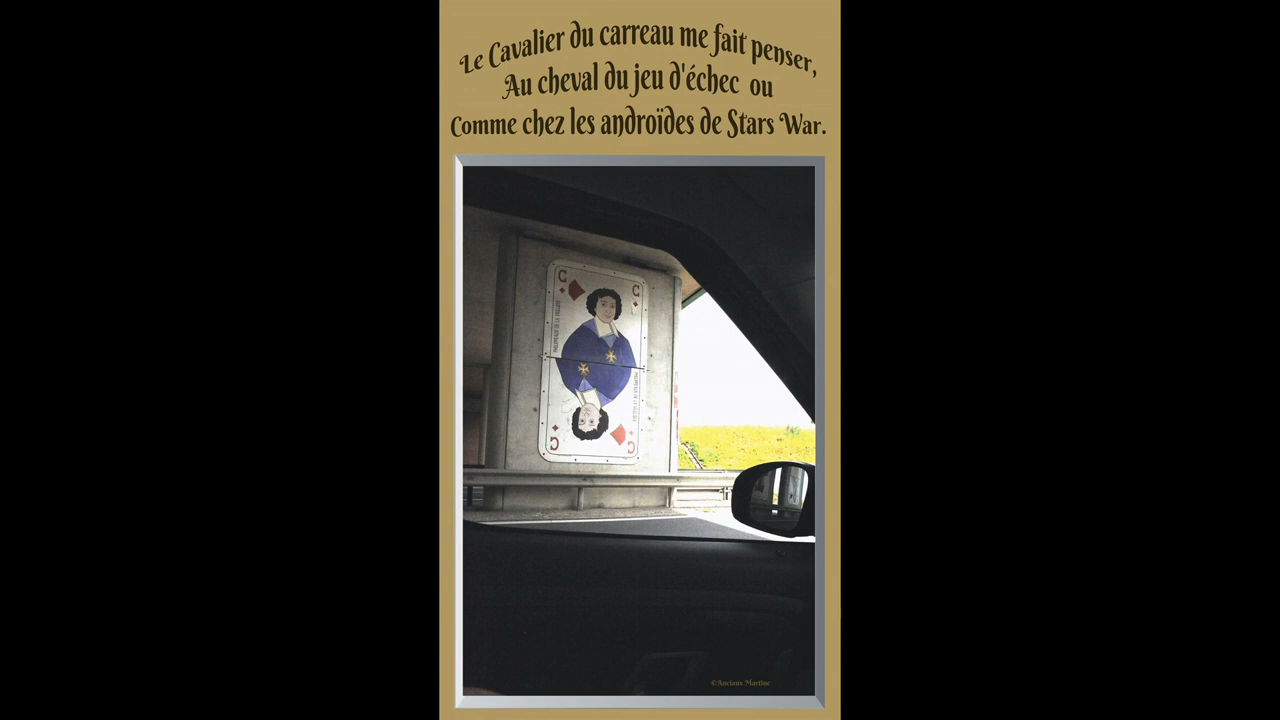 Le Cavalier du carreau me fait penser,
Au cheval du jeu d'échec ou
Comme chez les androïdes de Stars War.
C
C
C
C
©Anciaux Martine